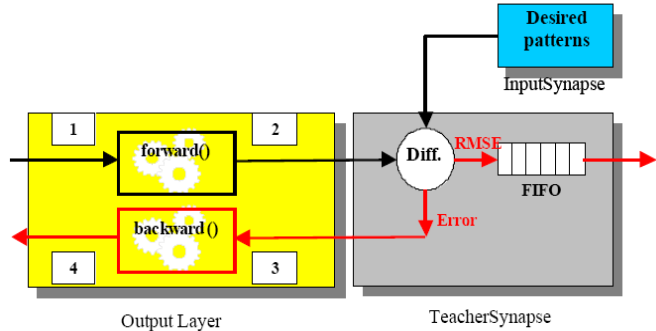 Desired
patterns
InputSynapse
1
2
forward()
Diff.
RMSE
FIFO
Error
backward()
4
3
Output Layer
TeacherSynapse